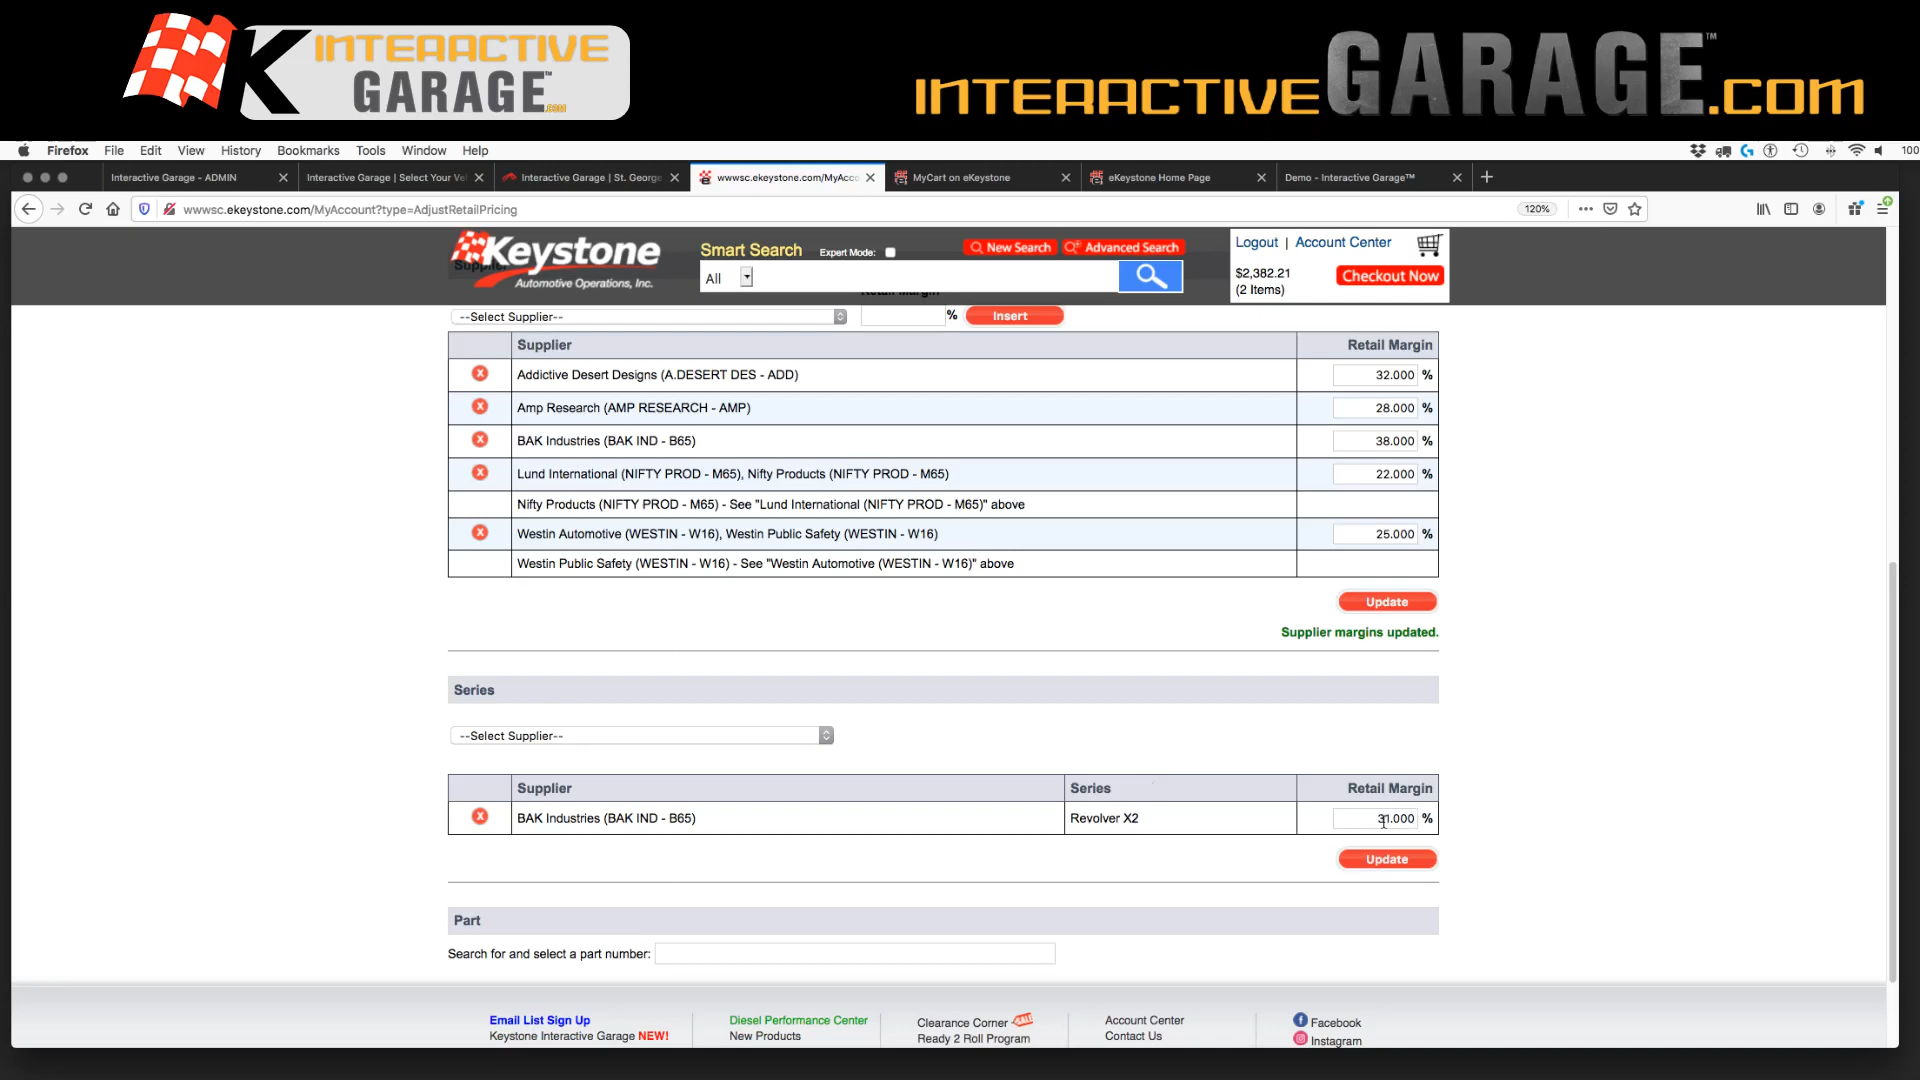 K INTERACTIVE GARAGE™ .com
INTERACTIVEGARAGE™.com
Firefox File Edit View History Bookmarks Tools Window Help 100
Interactive Garage - ADMIN Interactive Garage | Select Your Ve Interactive Garage | St. George wwwsc.ekeystone.com/MyAcco MyCart on eKeystone eKeystone Home Page Demo - Interactive Garage™
wwwsc.ekeystone.com/MyAccount?type=AdjustRetailPricing 120%
Keystone
Automotive Operations, Inc.
Supplier
Smart Search Expert Mode: New Search Advanced Search
All
Logout | Account Center
$2,382.21
(2 Items)
Checkout Now
Retail Margin
--Select Supplier-- % Insert
Supplier Retail Margin
Addictive Desert Designs (A.DESERT DES - ADD) 32.000 %
Amp Research (AMP RESEARCH - AMP) 28.000 %
BAK Industries (BAK IND - B65) 38.000 %
Lund International (NIFTY PROD - M65), Nifty Products (NIFTY PROD - M65) 22.000 %
Nifty Products (NIFTY PROD - M65) - See "Lund International (NIFTY PROD - M65)" above
Westin Automotive (WESTIN - W16), Westin Public Safety (WESTIN - W16) 25.000 %
Westin Public Safety (WESTIN - W16) - See "Westin Automotive (WESTIN - W16)" above
Update
Supplier margins updated.
Series
--Select Supplier--
Supplier Series Retail Margin
BAK Industries (BAK IND - B65) Revolver X2 31.000 %
Update
Part
Search for and select a part number:
Email List Sign Up Diesel Performance Center Clearance Corner SALE Account Center Facebook
Keystone Interactive Garage NEW! New Products Ready 2 Roll Program Contact Us Instagram